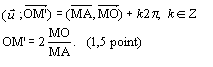 (u⃗ ; OM'⃗) = (MA⃗, MO⃗) + k2π, k ∈ Z
OM' = 2 MO/MA. (1,5 point)